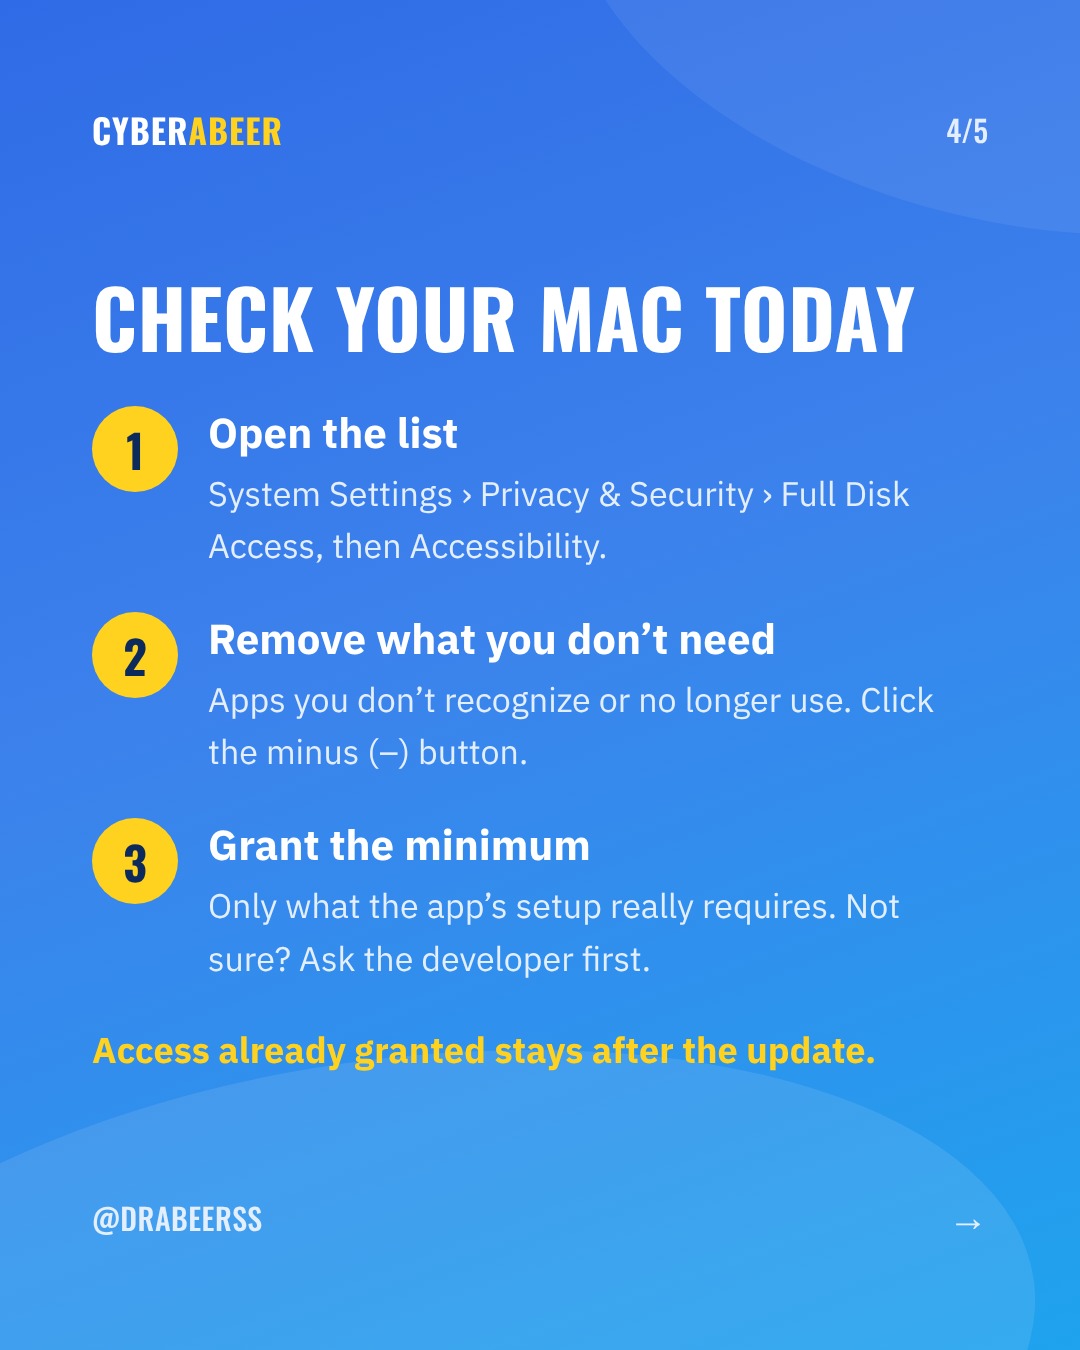 CYBERABEER
4/5
CHECK YOUR MAC TODAY
1
Open the list
System Settings › Privacy & Security › Full Disk
Access, then Accessibility.
2
Remove what you don’t need
Apps you don’t recognize or no longer use. Click
the minus (–) button.
3
Grant the minimum
Only what the app’s setup really requires. Not
sure? Ask the developer first.
Access already granted stays after the update.
@DRABEERSS
→